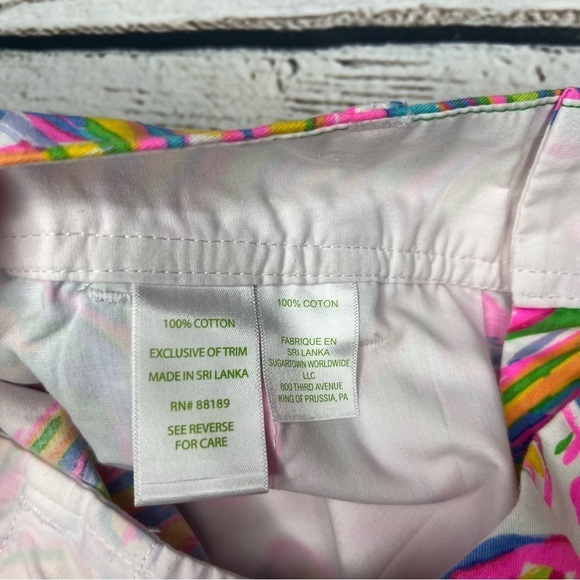 100% COTTON
EXCLUSIVE OF TRIM
MADE IN SRI LANKA
RN# 88189
SEE REVERSE
FOR CARE
100% COTON
FABRIQUE EN
SRI LANKA
SUGARTOWN WORLDWIDE
LLC
800 THIRD AVENUE
KING OF PRUSSIA, PA